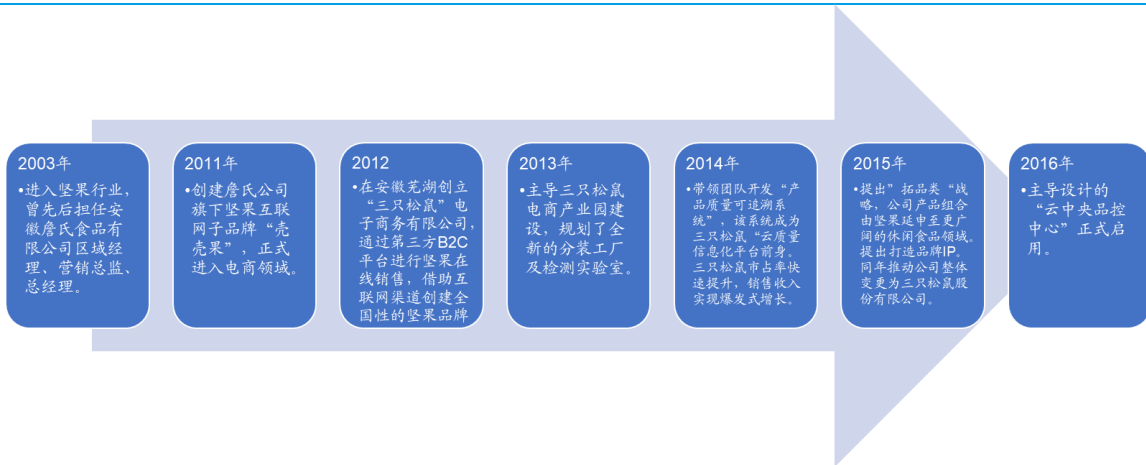 2003年
•进入坚果行业，
曾先后担任安
徽詹氏食品有
限公司区域经
理、营销总监、
总经理。
2011年
•创建詹氏公司
旗下坚果互联
网子品牌“壳
壳果”，正式
进入电商领域。
2012
•在安徽芜湖创立
“三只松鼠”电
子商务有限公司，
通过第三方B2C
平台进行坚果在
线销售，借助互
联网渠道创建全
国性的坚果品牌
2013年
•主导三只松鼠
电商产业园建
设，规划了全
新的分装工厂
及检测实验室。
2014年
•带领团队开发“产
品质量可追溯系
统”，该系统成为
三只松鼠“云质量
信息化平台前身。
三只松鼠市占率快
速提升，销售收入
实现爆发式增长。
2015年
•提出”拓品类“战
略，公司产品组合
由坚果延申至更广
阔的休闲食品领域。
提出打造品牌IP。
同年推动公司整体
变更为三只松鼠股
份有限公司。
2016年
•主导设计的
“云中央品控
中心”正式启
用。